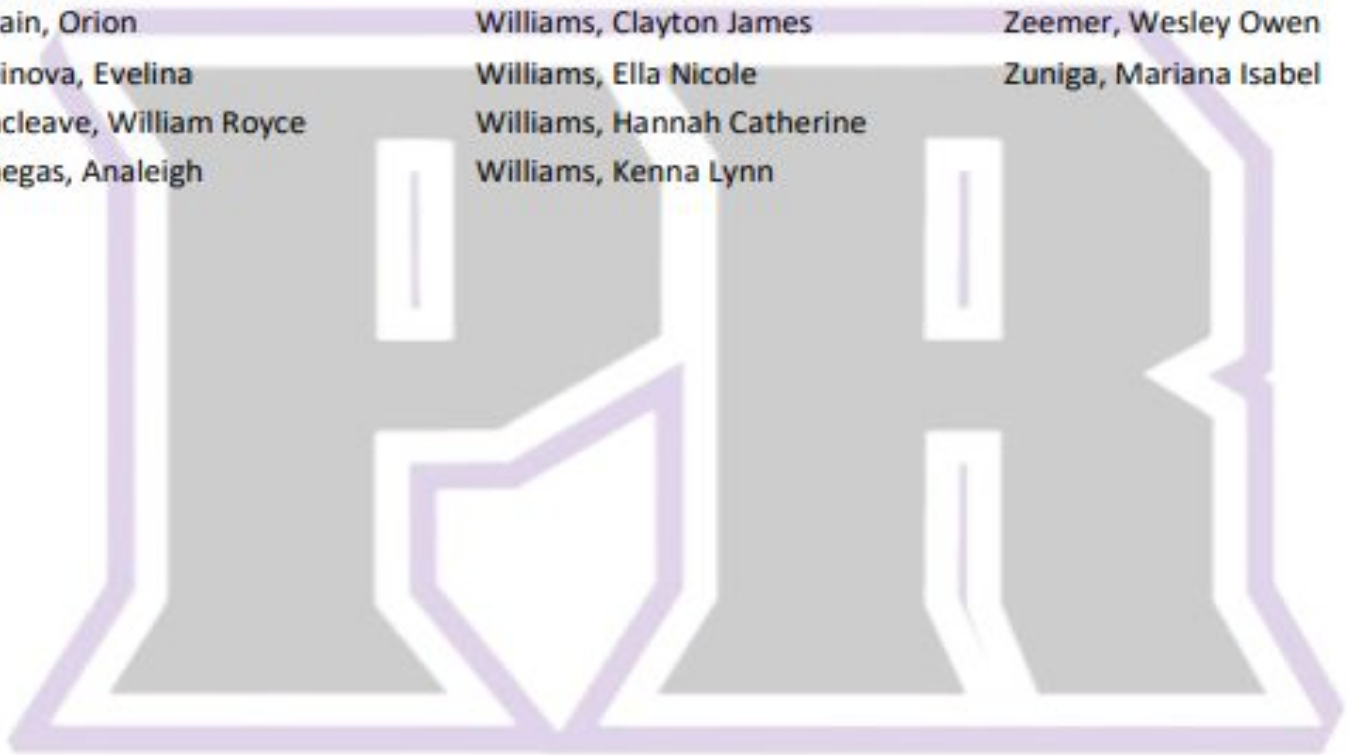 ain, Orion
inova, Evelina
cleave, William Royce
egas, Analeigh
Williams, Clayton James
Williams, Ella Nicole
Williams, Hannah Catherine
Williams, Kenna Lynn
Zeemer, Wesley Owen
Zuniga, Mariana Isabel
PR